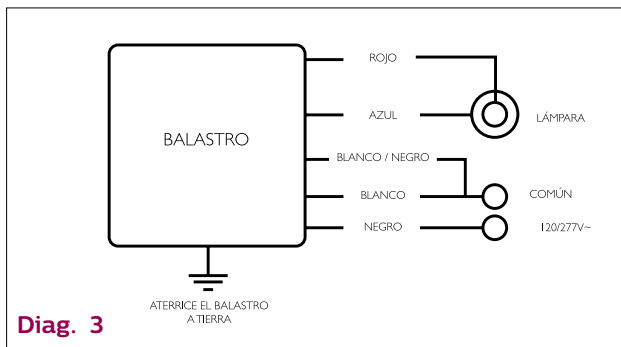 ROJO
AZUL
LÁMPARA
BALASTRO
BLANCO / NEGRO
BLANCO
COMÚN
NEGRO
120/277V~
ATERRICE EL BALASTRO
A TIERRA
Diag. 3